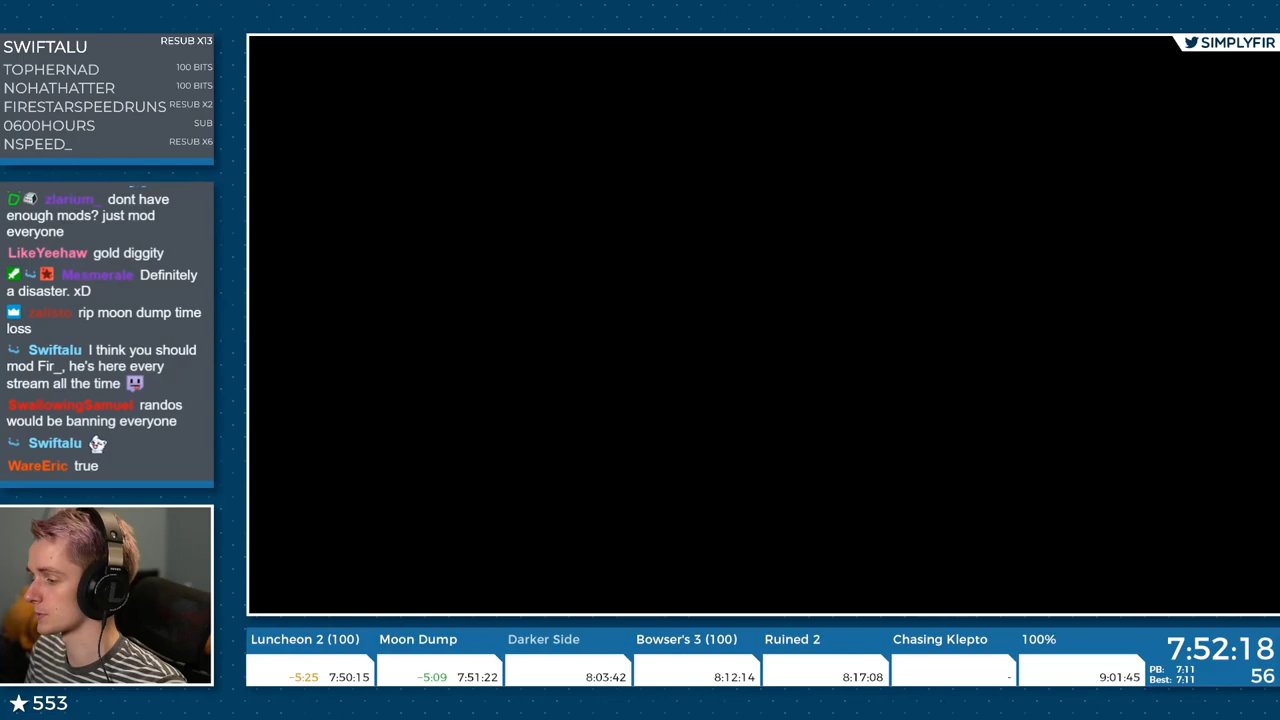 SWIFTALU RESUB X13
TOPHERNAD 100 BITS
NOHATHATTER 100 BITS
FIRESTARSPEEDRUNS RESUB X2
0600HOURS SUB
NSPEED_ RESUB X6
zlarium_ dont have
enough mods? just mod
everyone
LikeYeehaw gold diggity
Mesmerale Definitely
a disaster. xD
zalisto rip moon dump time
loss
Swiftalu I think you should
mod Fir_, he's here every
stream all the time
SwallowingSamuel randos
would be banning everyone
Swiftalu
WareEric true
★ 553
SIMPLYFIR
Luncheon 2 (100) Moon Dump Darker Side Bowser's 3 (100) Ruined 2 Chasing Klepto 100%
−5:25 7:50:15 −5:09 7:51:22 8:03:42 8:12:14 8:17:08 - 9:01:45
7:52:18
PB: 7:11
Best: 7:11
56